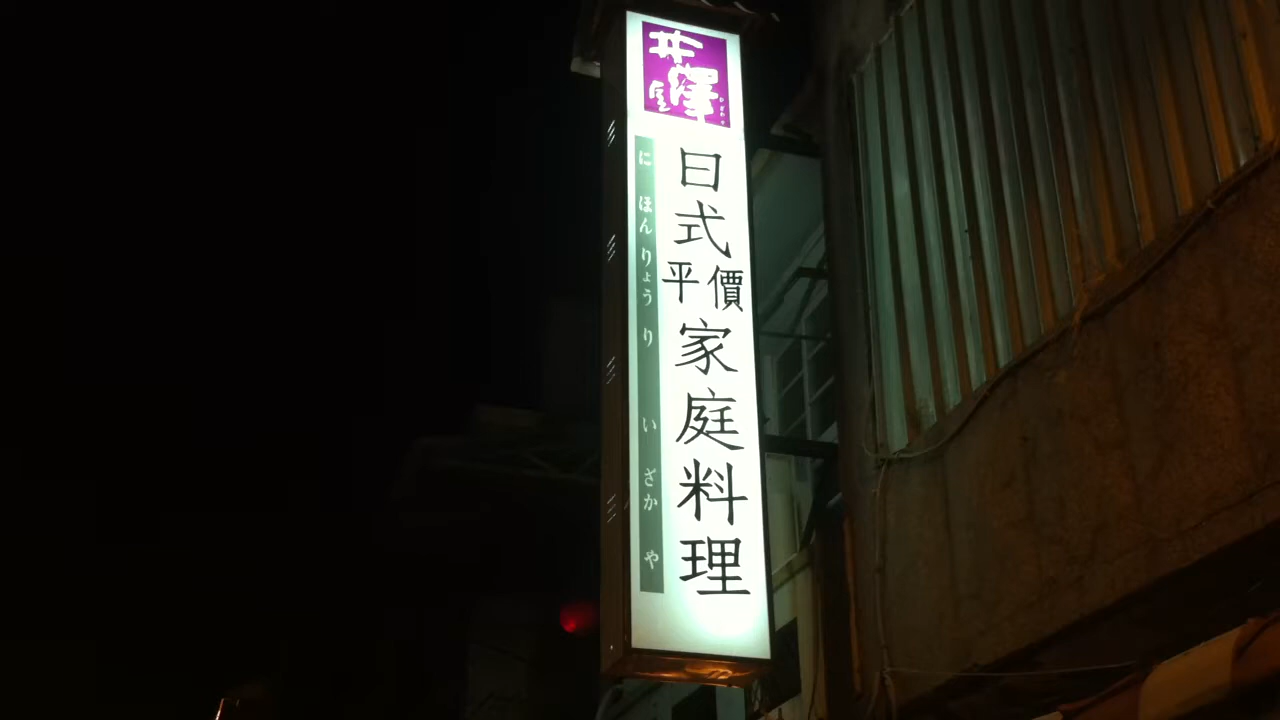 井澤屋
日式平價家庭料理
にほんりょうり いざかや